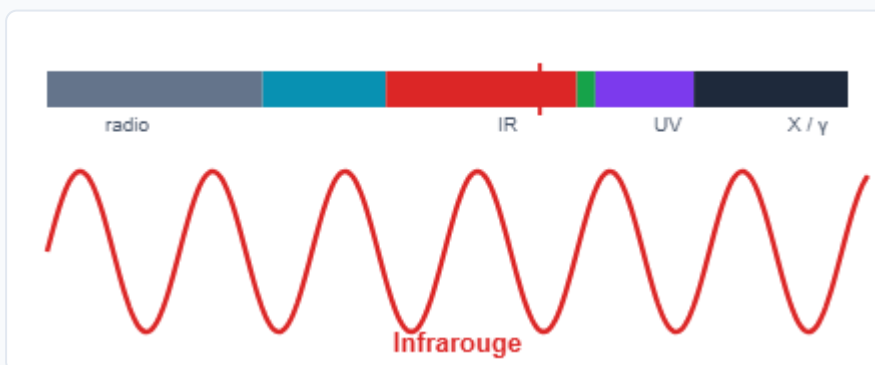 radio IR UV X / γ
Infrarouge